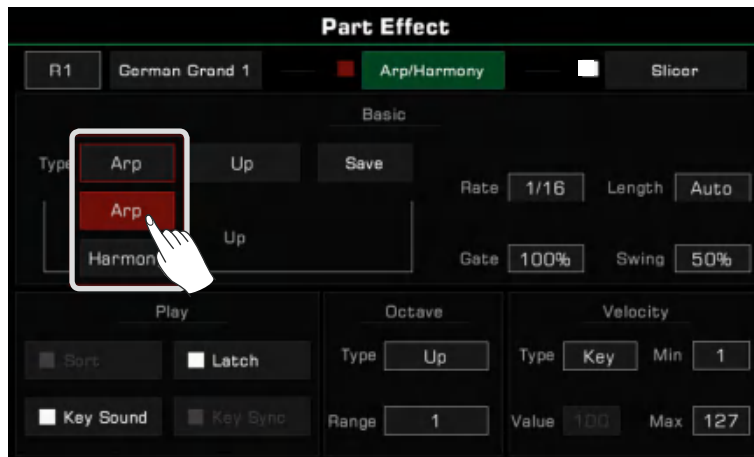 Part Effect
R1 German Grand 1 Arp/Harmony Slicer
Basic
Type Arp Up Save
Rate 1/16 Length Auto
Arp
Up
Harmon
Gate 100% Swing 50%
Play Octave Velocity
Sort Latch Type Up Type Key Min 1
Key Sound Key Sync Range 1 Value 100 Max 127